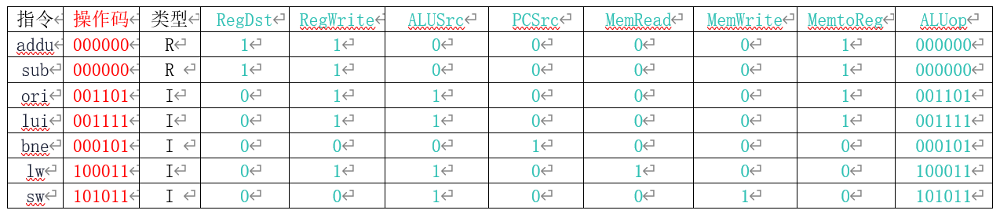 指令 操作码 类型 RegDst RegWrite ALUSrc PCSrc MemRead MemWrite MemtoReg ALUop
addu 000000 R 1 1 0 0 0 0 1 000000
sub 000000 R 1 1 0 0 0 0 1 000000
ori 001101 I 0 1 1 0 0 0 1 001101
lui 001111 I 0 1 1 0 0 0 1 001111
bne 000101 I 0 0 0 1 0 0 0 000101
lw 100011 I 0 1 1 0 1 0 0 100011
sw 101011 I 0 0 1 0 0 1 0 101011